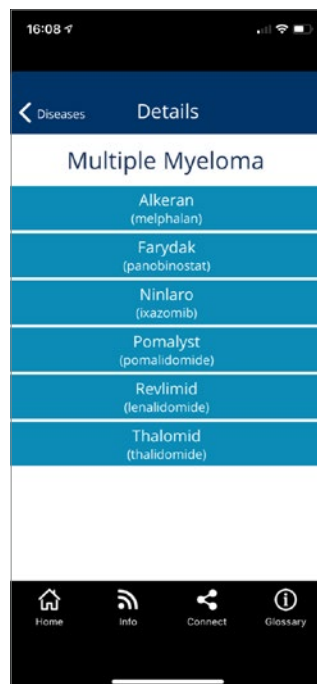 16:08
Diseases
Details
Multiple Myeloma
Alkeran
(melphalan)
Farydak
(panobinostat)
Ninlaro
(ixazomib)
Pomalyst
(pomalidomide)
Revlimid
(lenalidomide)
Thalomid
(thalidomide)
Home
Info
Connect
Glossary